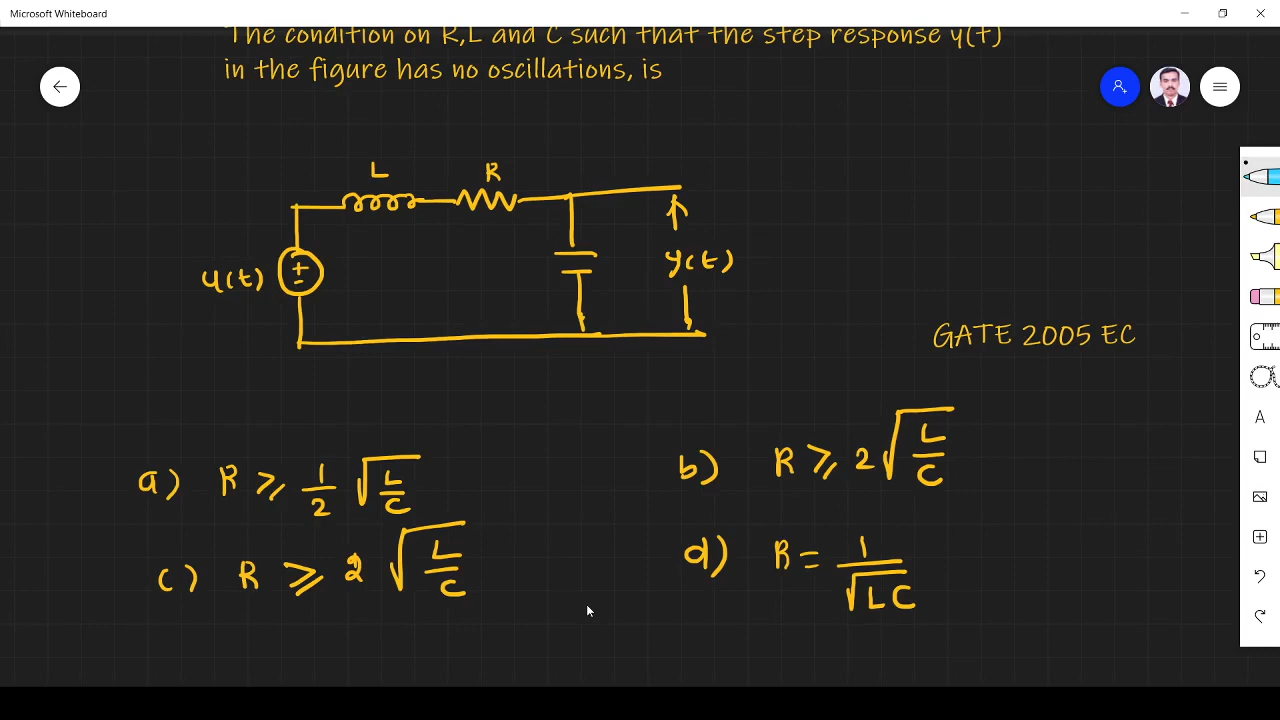 Microsoft Whiteboard
The condition on R,L and C such that the step response y(t)
in the figure has no oscillations, is
L
R
u(t)
+
-
y(t)
GATE 2005 EC
a) R ⩾ 1/2 √(L/C)
b) R ⩾ 2√(L/C)
c) R ⩾ 2 √(L/C)
d) R = 1/√(LC)
A